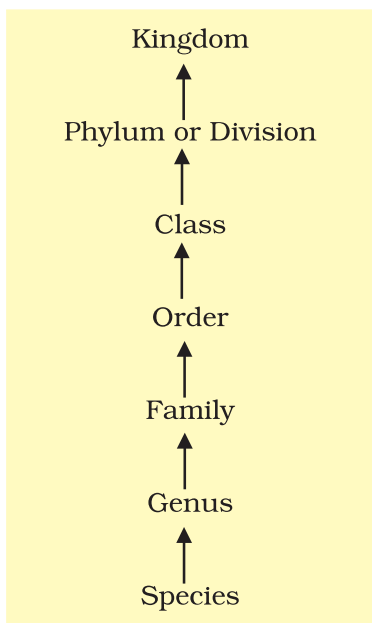 Kingdom
Phylum or Division
Class
Order
Family
Genus
Species